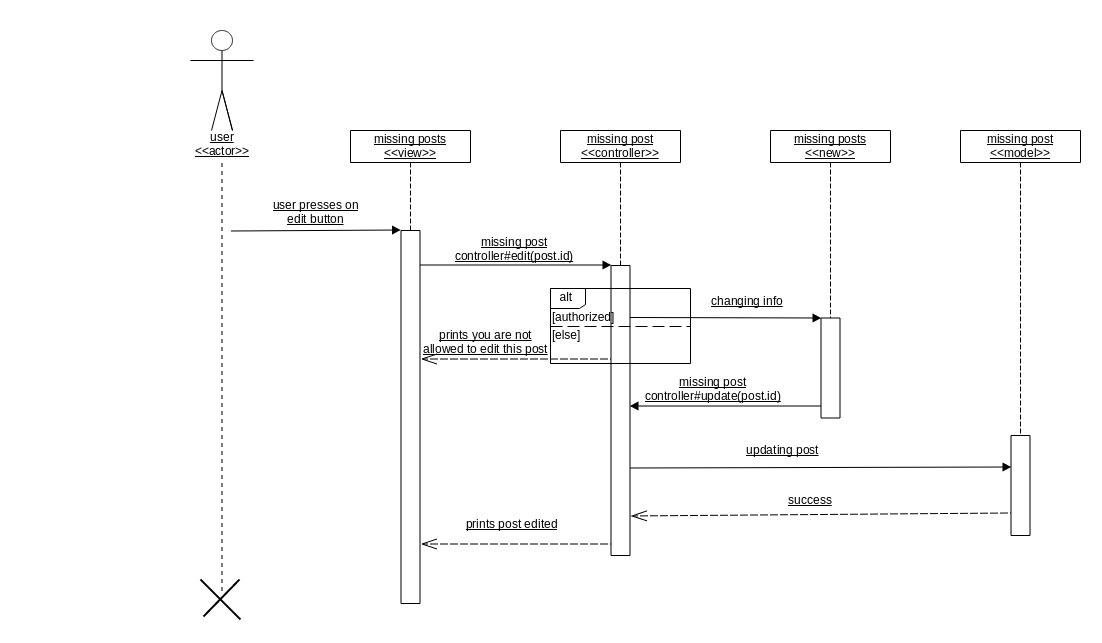 user
<<actor>>
missing posts
<<view>>
missing post
<<controller>>
missing posts
<<new>>
missing post
<<model>>
user presses on
edit button
missing post
controller#edit(post.id)
alt
[authorized]
changing info
[else]
prints you are not
allowed to edit this post
missing post
controller#update(post.id)
updating post
success
prints post edited